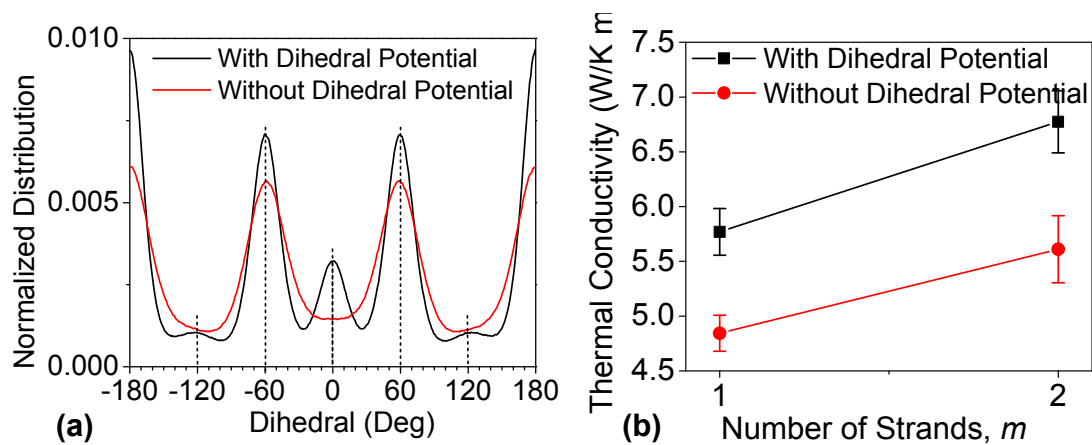 0.010
With Dihedral Potential
Without Dihedral Potential
0.005
0.000
Normalized Distribution
-180 -120 -60 0 60 120 180
Dihedral (Deg)
(a)
7.5
With Dihedral Potential
Without Dihedral Potential
7.0
6.5
6.0
5.5
5.0
4.5
Thermal Conductivity (W/K m
1 2
Number of Strands, m
(b)